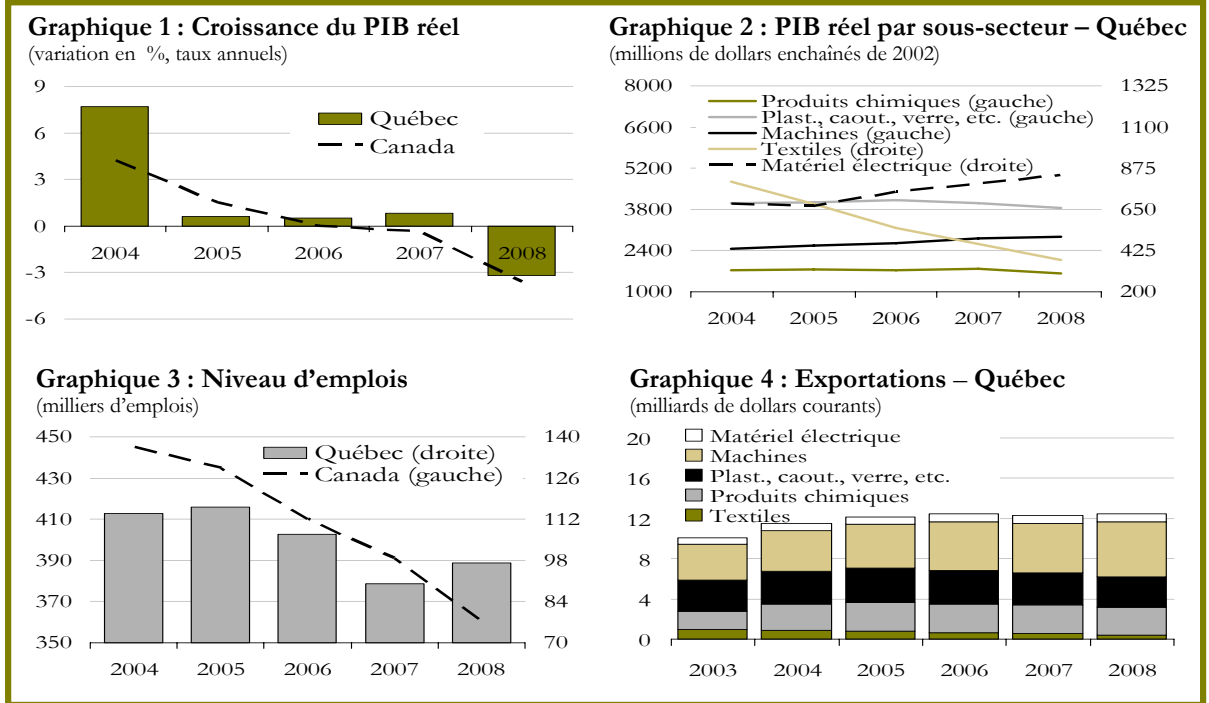 Graphique 1 : Croissance du PIB réel
(variation en %, taux annuels)
9
6
3
0
-3
-6
Québec
Canada
2004
2005
2006
2007
2008
Graphique 2 : PIB réel par sous-secteur – Québec
(millions de dollars enchaînés de 2002)
8000
6600
5200
3800
2400
1000
Produits chimiques (gauche)
Plast., caout., verre, etc. (gauche)
Machines (gauche)
Textiles (droite)
Matériel électrique (droite)
1325
1100
875
650
425
200
2004
2005
2006
2007
2008
Graphique 3 : Niveau d'emplois
(milliers d'emplois)
450
430
410
390
370
350
Québec (droite)
Canada (gauche)
140
126
112
98
84
70
2004
2005
2006
2007
2008
Graphique 4 : Exportations – Québec
(milliards de dollars courants)
20
16
12
8
4
0
Matériel électrique
Machines
Plast., caout., verre, etc.
Produits chimiques
Textiles
2003
2004
2005
2006
2007
2008